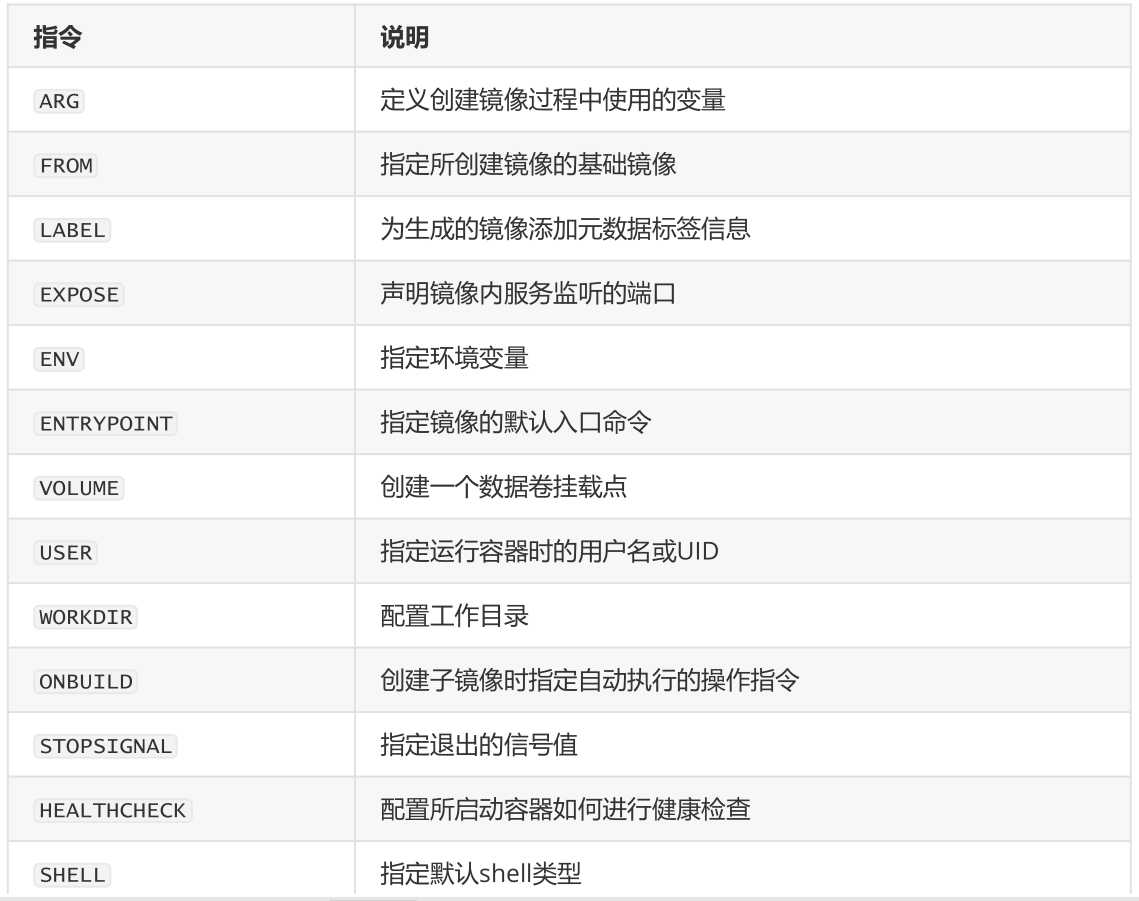 指令 说明
ARG 定义创建镜像过程中使用的变量
FROM 指定所创建镜像的基础镜像
LABEL 为生成的镜像添加元数据标签信息
EXPOSE 声明镜像内服务监听的端口
ENV 指定环境变量
ENTRYPOINT 指定镜像的默认入口命令
VOLUME 创建一个数据卷挂载点
USER 指定运行容器时的用户名或UID
WORKDIR 配置工作目录
ONBUILD 创建子镜像时指定自动执行的操作指令
STOPSIGNAL 指定退出的信号值
HEALTHCHECK 配置所启动容器如何进行健康检查
SHELL 指定默认shell类型